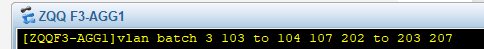 ZQQ F3-AGG1
[ZQQF3-AGG1]vlan batch 3 103 to 104 107 202 to 203 207